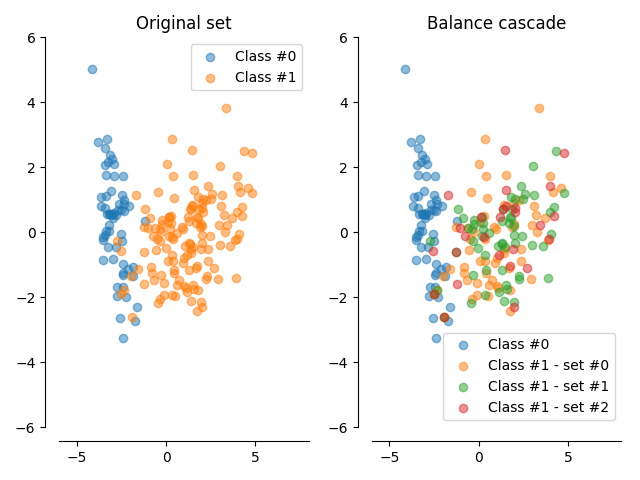 Original set
Class #0
Class #1
6
4
2
0
−2
−4
−6
−5
0
5
Balance cascade
6
4
2
0
−2
−4
−6
Class #0
Class #1 - set #0
Class #1 - set #1
Class #1 - set #2
−5
0
5